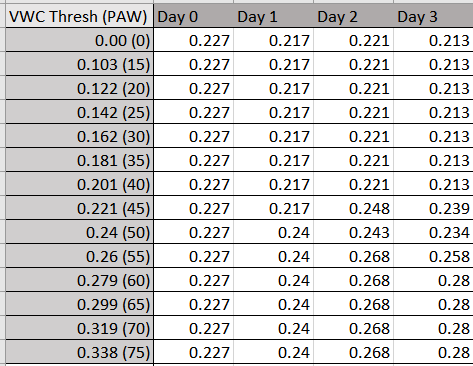 VWC Thresh (PAW) Day 0 Day 1 Day 2 Day 3
0.00 (0) 0.227 0.217 0.221 0.213
0.103 (15) 0.227 0.217 0.221 0.213
0.122 (20) 0.227 0.217 0.221 0.213
0.142 (25) 0.227 0.217 0.221 0.213
0.162 (30) 0.227 0.217 0.221 0.213
0.181 (35) 0.227 0.217 0.221 0.213
0.201 (40) 0.227 0.217 0.221 0.213
0.221 (45) 0.227 0.217 0.248 0.239
0.24 (50) 0.227 0.24 0.243 0.234
0.26 (55) 0.227 0.24 0.268 0.258
0.279 (60) 0.227 0.24 0.268 0.28
0.299 (65) 0.227 0.24 0.268 0.28
0.319 (70) 0.227 0.24 0.268 0.28
0.338 (75) 0.227 0.24 0.268 0.28